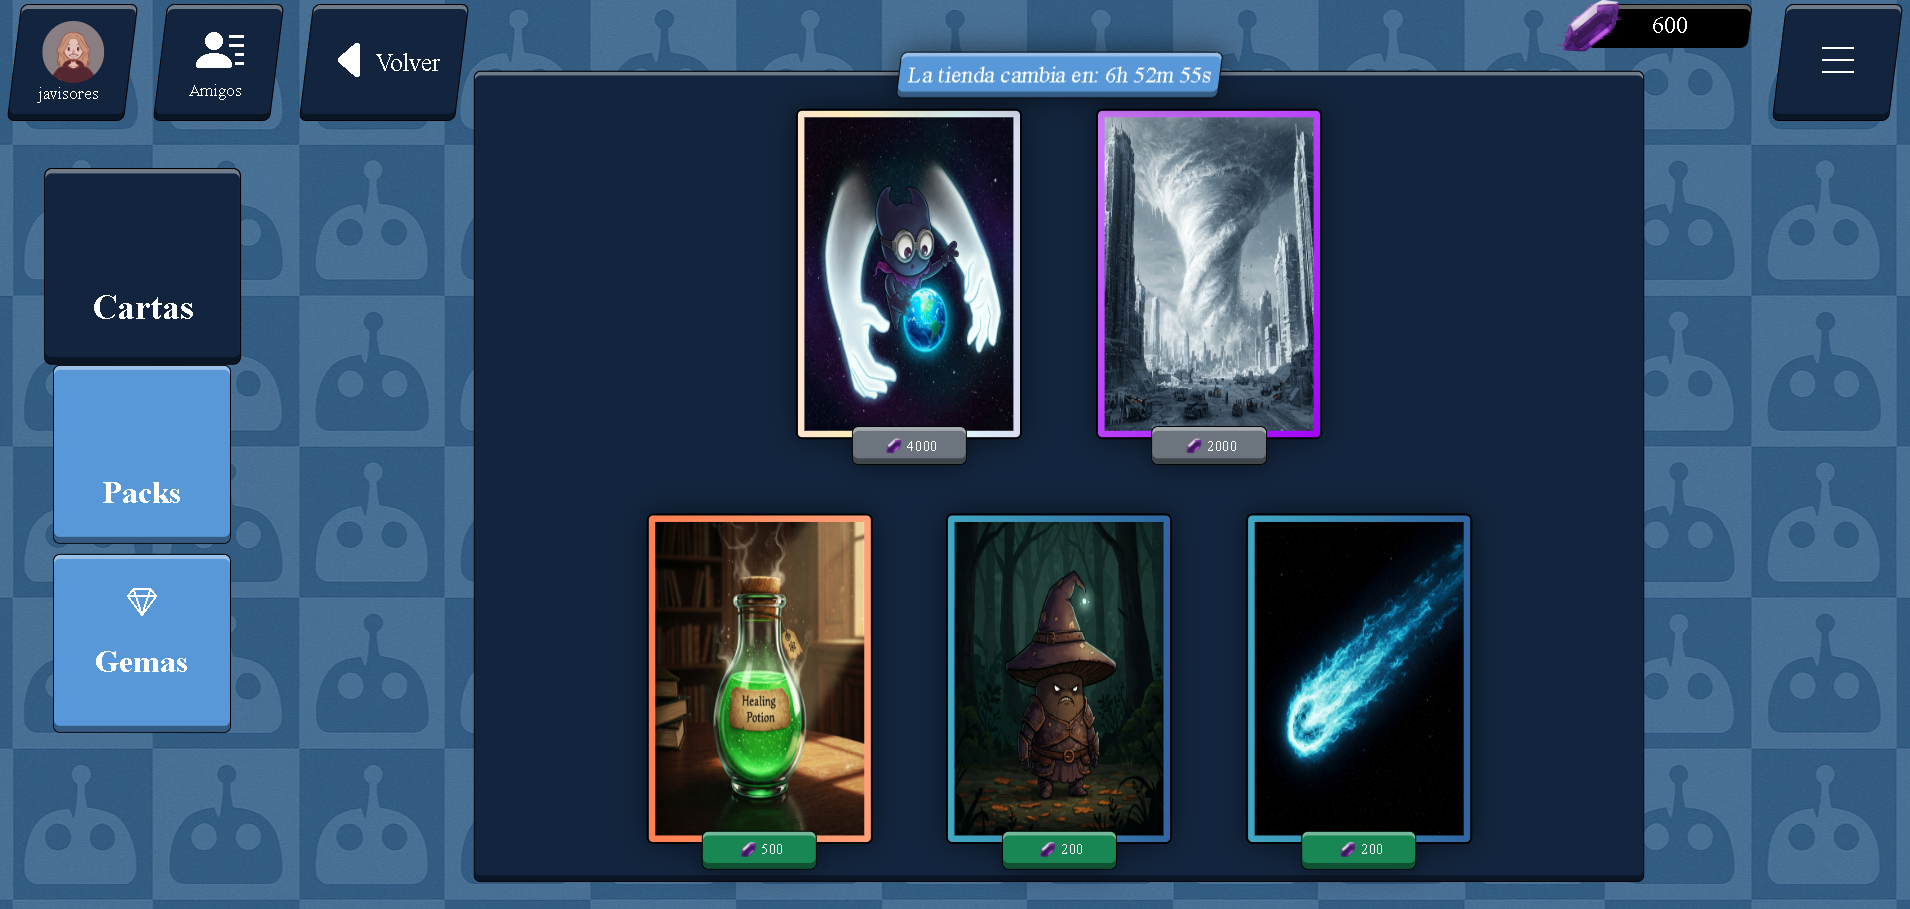 javisores
Amigos
Volver
600
La tienda cambia en: 6h 52m 55s
Cartas
Packs
Gemas
4000
2000
Healing
Potion
500
200
200